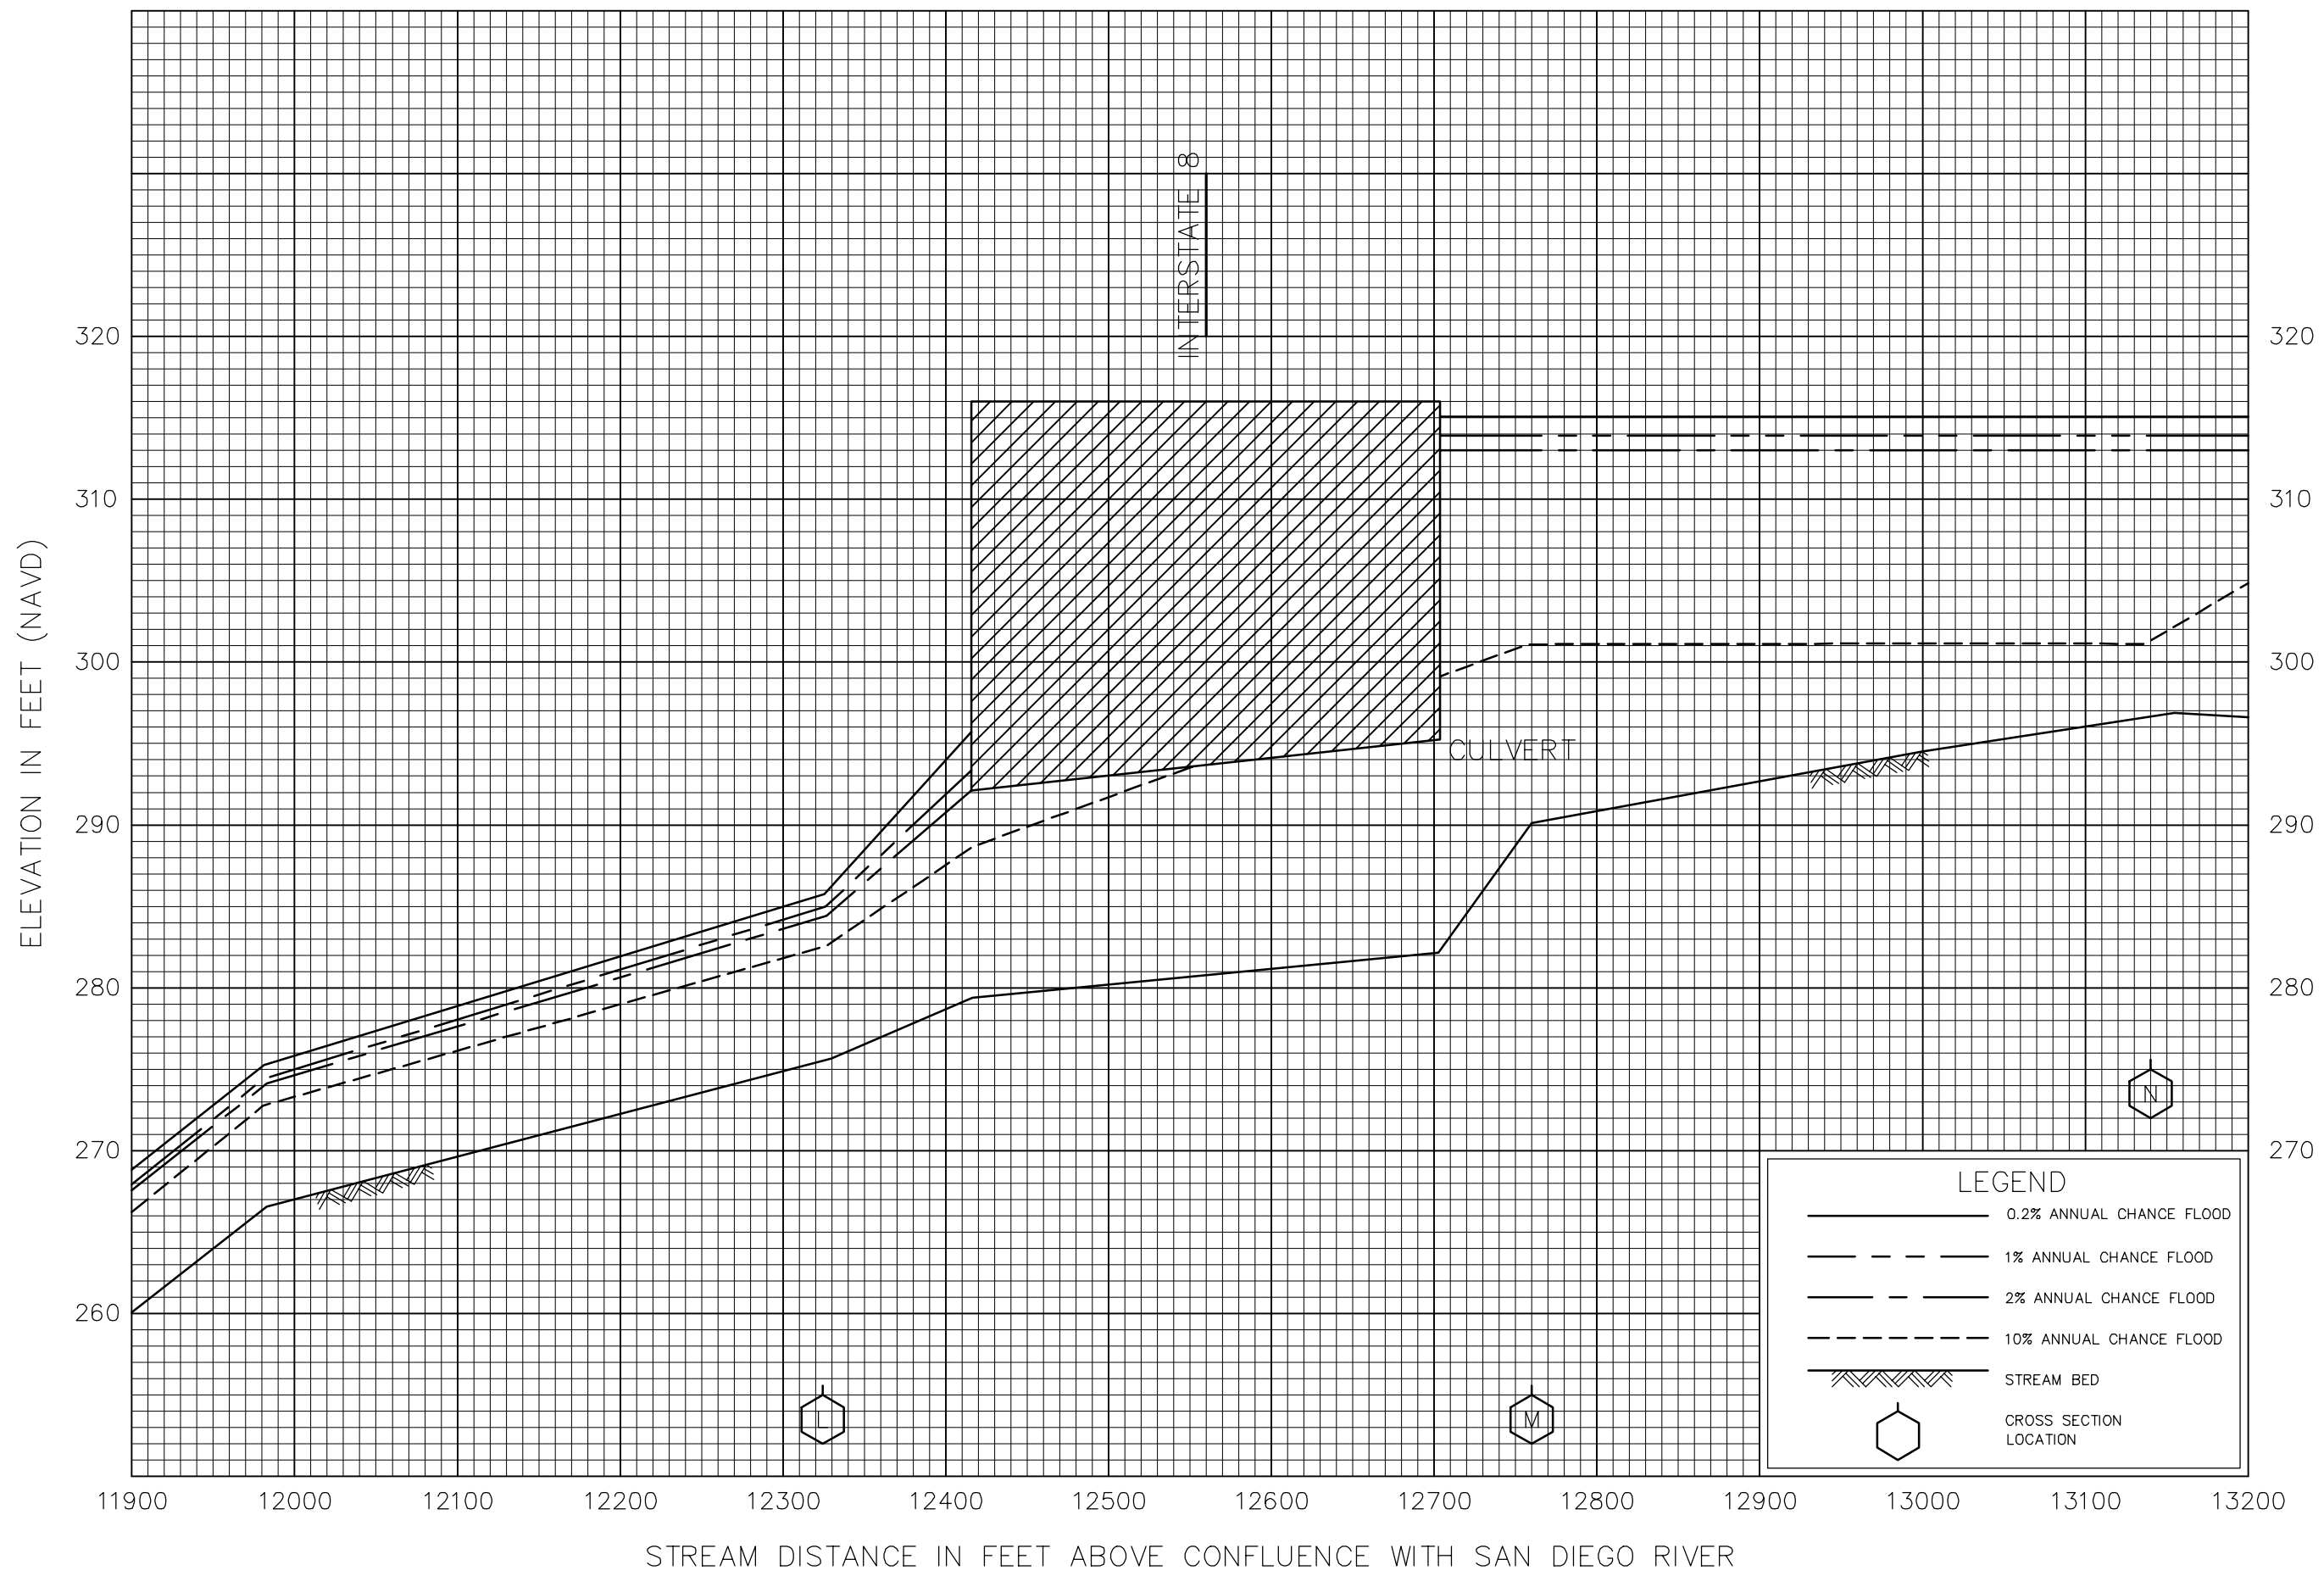 INTERSTATE 8
320
320
310
310
300
300
CULVERT
290
290
280
280
270
270
260
ELEVATION IN FEET (NAVD)
N
L
M
LEGEND
0.2% ANNUAL CHANCE FLOOD
1% ANNUAL CHANCE FLOOD
2% ANNUAL CHANCE FLOOD
10% ANNUAL CHANCE FLOOD
STREAM BED
CROSS SECTION
LOCATION
11900 12000 12100 12200 12300 12400 12500 12600 12700 12800 12900 13000 13100 13200
STREAM DISTANCE IN FEET ABOVE CONFLUENCE WITH SAN DIEGO RIVER